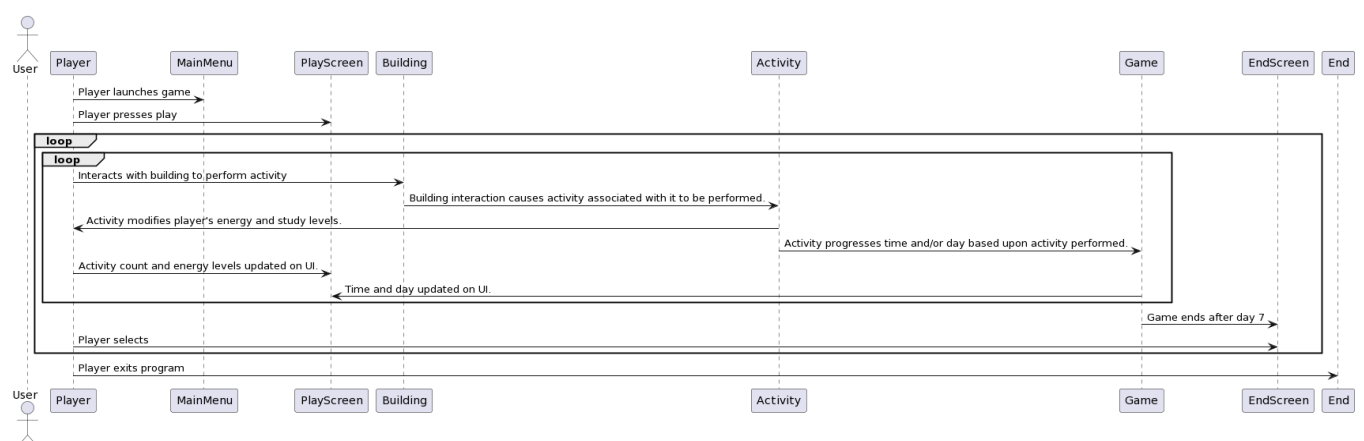 User
Player
MainMenu
PlayScreen
Building
Activity
Game
EndScreen
End
Player launches game
Player presses play
loop
loop
Interacts with building to perform activity
Building interaction causes activity associated with it to be performed.
Activity modifies player's energy and study levels.
Activity progresses time and/or day based upon activity performed.
Activity count and energy levels updated on UI.
Time and day updated on UI.
Game ends after day 7
Player selects
Player exits program
User
Player
MainMenu
PlayScreen
Building
Activity
Game
EndScreen
End